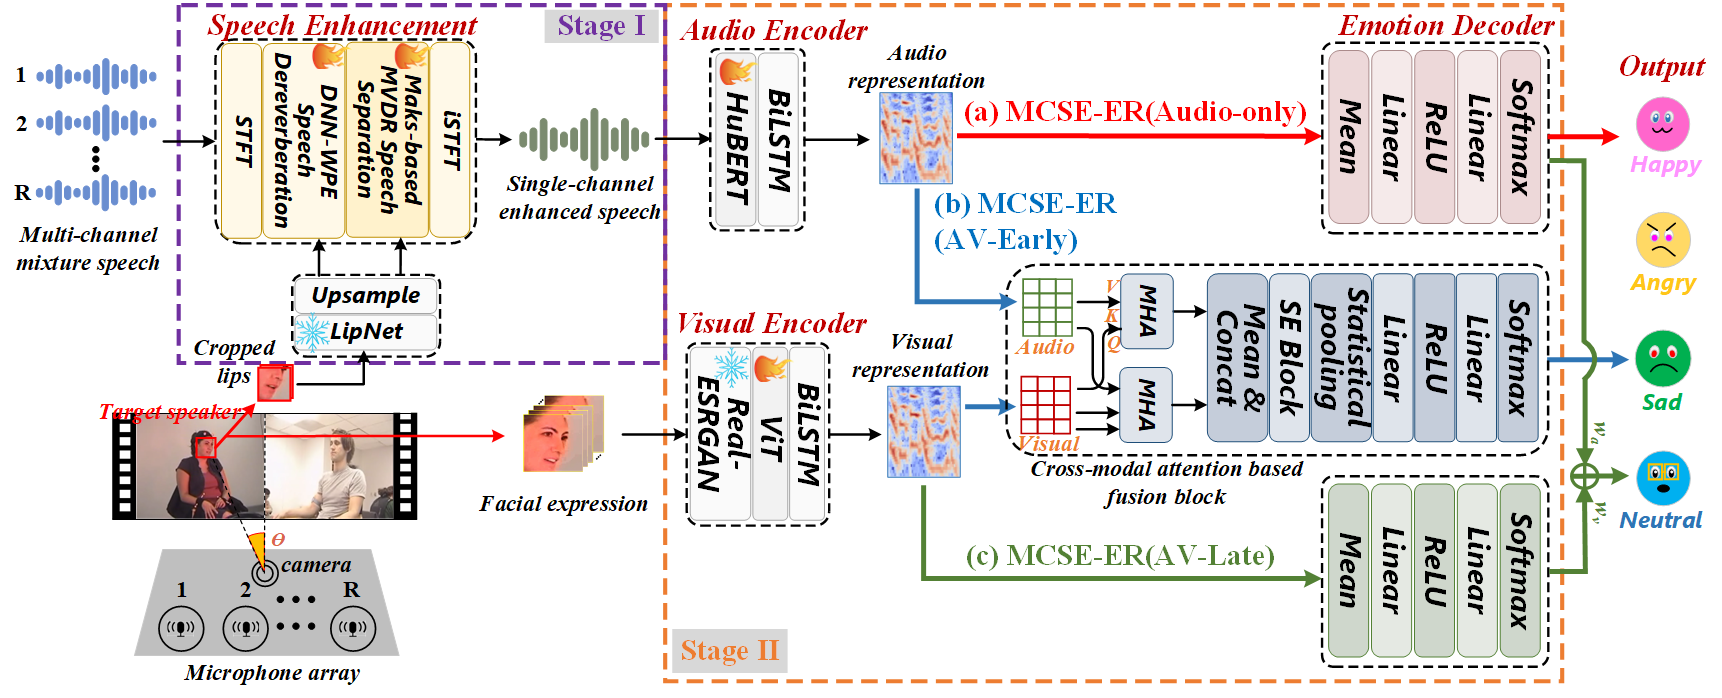 Speech Enhancement
Stage I
1
2
R
Multi-channel
mixture speech
STFT
DNN-WPE
Speech
Dereverberation
Maks-based
MVDR Speech
Separation
iSTFT
Upsample
LipNet
Single-channel
enhanced speech
Cropped
lips
Target speaker
θ
camera
1
2
R
Microphone array
Facial expression
Audio Encoder
HuBERT
BiLSTM
Audio
representation
(a) MCSE-ER(Audio-only)
(b) MCSE-ER
(AV-Early)
Visual Encoder
Real-
ESRGAN
ViT
BiLSTM
Visual
representation
Audio
Visual
V
K
Q
MHA
MHA
Mean &
Concat
SE Block
Statistical
pooling
Linear
ReLU
Linear
Softmax
Cross-modal attention based
fusion block
(c) MCSE-ER(AV-Late)
Stage II
Emotion Decoder
Mean
Linear
ReLU
Linear
Softmax
Mean
Linear
ReLU
Linear
Softmax
wa
wv
Output
Happy
Angry
Sad
Neutral